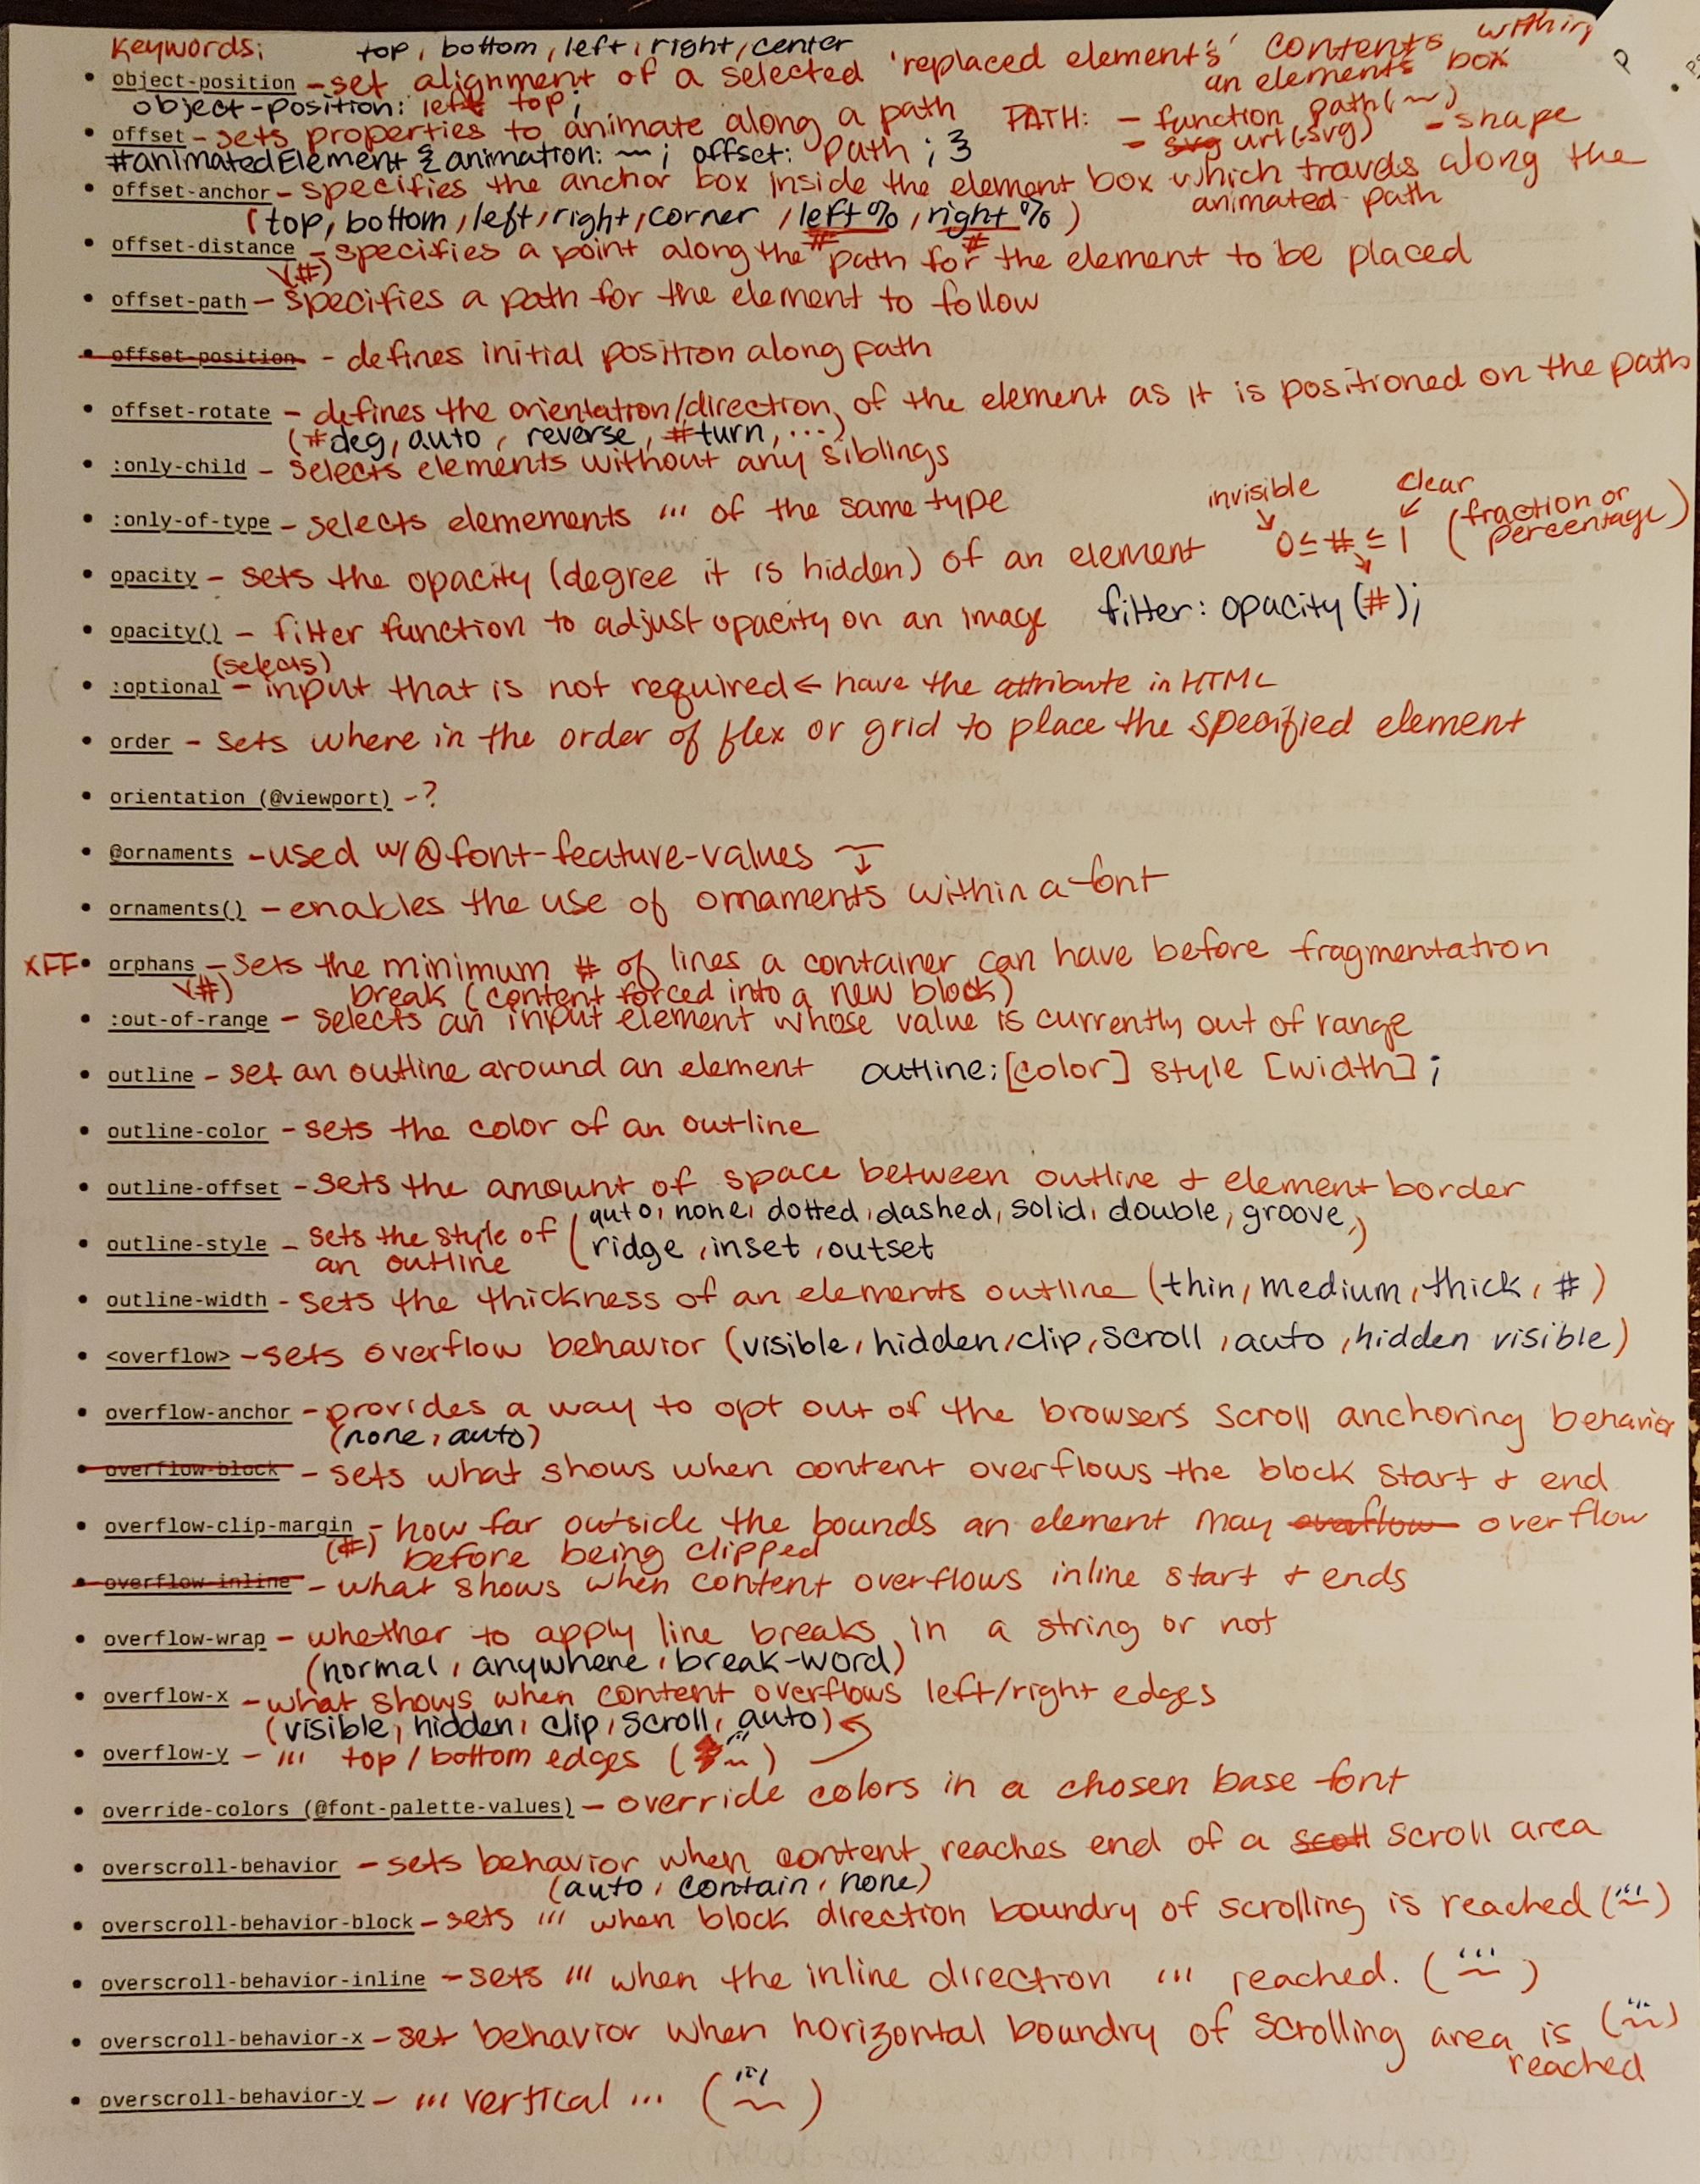 Keywords: top, bottom, left, right, center
• object-position - set alignment of a selected 'replaced element's' contents within
an elements box
object-position: left top;
• offset - sets properties to animate along a path PATH: - function path(~) - shape
- svg url(.svg)
#animatedElement { animation: ~ ; offset: path ; }
• offset-anchor - specifies the anchor box inside the element box which travels along the
animated path
(top, bottom, left, right, corner, left %, right %)
# #
• offset-distance - specifies a point along the path for the element to be placed
(#)
• offset-path - specifies a path for the element to follow
• offset-position - defines initial position along path
• offset-rotate - defines the orientation/direction of the element as it is positioned on the path
(#deg, auto, reverse, #turn, ...)
• :only-child - selects elements without any siblings
• :only-of-type - selects elemements ''' of the same type
invisible clear
• opacity - sets the opacity (degree it is hidden) of an element 0 ≤ # ≤ 1 (fraction or percentage)
• opacity() - filter function to adjust opacity on an image filter: opacity(#);
(selects)
• :optional - input that is not required ← have the attribute in HTML
• order - sets where in the order of flex or grid to place the specified element
• orientation (@viewport) - ?
• @ornaments - used w/ @font-feature-values
• ornaments() - enables the use of ornaments within a font
XFF • orphans - sets the minimum # of lines a container can have before fragmentation
(#) break (content forced into a new block)
• :out-of-range - selects an input element whose value is currently out of range
• outline - set an outline around an element outline: [color] style [width];
• outline-color - sets the color of an outline
• outline-offset - sets the amount of space between outline + element border
• outline-style - sets the style of an outline (auto, none, dotted, dashed, solid, double, groove,
ridge, inset, outset)
• outline-width - sets the thickness of an elements outline (thin, medium, thick, #)
• <overflow> - sets overflow behavior (visible, hidden, clip, scroll, auto, hidden visible)
• overflow-anchor - provides a way to opt out of the browsers scroll anchoring behavior
(none, auto)
• overflow-block - sets what shows when content overflows the block start + end
• overflow-clip-margin - how far outside the bounds an element may overflow overflow
(#) before being clipped
• overflow-inline - what shows when content overflows inline start + ends
• overflow-wrap - whether to apply line breaks in a string or not
(normal, anywhere, break-word)
• overflow-x - what shows when content overflows left/right edges
(visible, hidden, clip, scroll, auto)
• overflow-y - ''' top / bottom edges ( ''' ~ )
• override-colors (@font-palette-values) - override colors in a chosen base font
• overscroll-behavior - sets behavior when content reaches end of a scoll scroll area
(auto, contain, none)
• overscroll-behavior-block - sets ''' when block direction boundry of scrolling is reached ( ''' ~ )
• overscroll-behavior-inline - sets ''' when the inline direction ''' reached. ( ''' ~ )
• overscroll-behavior-x - set behavior when horizontal boundry of scrolling area is ( ''' ~ )
reached
• overscroll-behavior-y - ''' vertical ... ( ''' ~ )